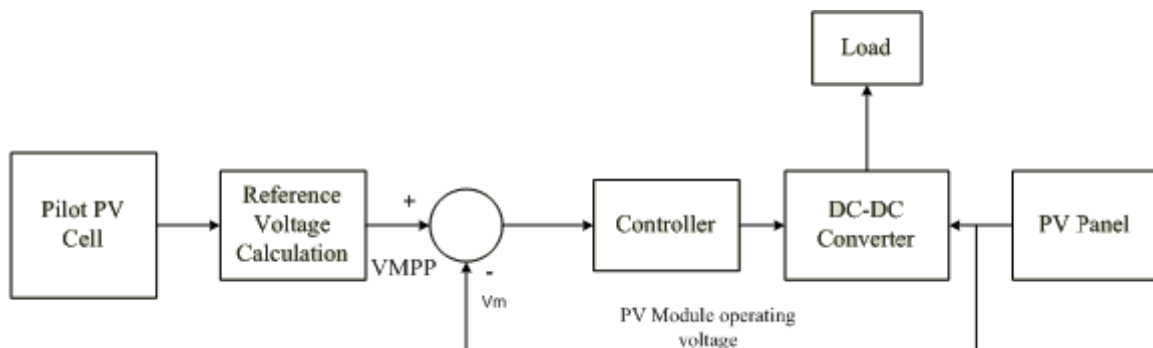 Load
Pilot PV
Cell
Reference
Voltage
Calculation
+
VMPP
-
Vm
Controller
DC-DC
Converter
PV Panel
PV Module operating
voltage